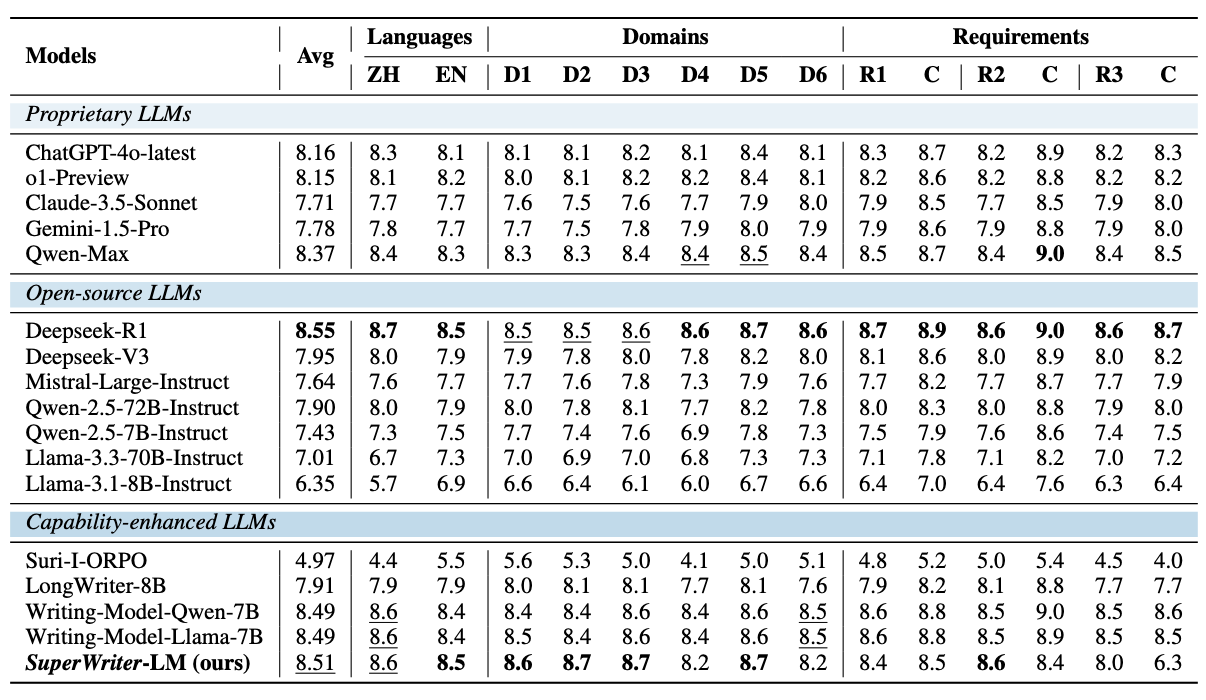 Models Avg Languages Domains Requirements
ZH EN D1 D2 D3 D4 D5 D6 R1 C R2 C R3 C
Proprietary LLMs
ChatGPT-4o-latest 8.16 8.3 8.1 8.1 8.1 8.2 8.1 8.4 8.1 8.3 8.7 8.2 8.9 8.2 8.3
o1-Preview 8.15 8.1 8.2 8.0 8.1 8.2 8.2 8.4 8.1 8.2 8.6 8.2 8.8 8.2 8.2
Claude-3.5-Sonnet 7.71 7.7 7.7 7.6 7.5 7.6 7.7 7.9 8.0 7.9 8.5 7.7 8.5 7.9 8.0
Gemini-1.5-Pro 7.78 7.8 7.7 7.7 7.5 7.8 7.9 8.0 7.9 7.9 8.6 7.9 8.8 7.9 8.0
Qwen-Max 8.37 8.4 8.3 8.3 8.3 8.4 8.4 8.5 8.4 8.5 8.7 8.4 9.0 8.4 8.5
Open-source LLMs
Deepseek-R1 8.55 8.7 8.5 8.5 8.5 8.6 8.6 8.7 8.6 8.7 8.9 8.6 9.0 8.6 8.7
Deepseek-V3 7.95 8.0 7.9 7.9 7.8 8.0 7.8 8.2 8.0 8.1 8.6 8.0 8.9 8.0 8.2
Mistral-Large-Instruct 7.64 7.6 7.7 7.7 7.6 7.8 7.3 7.9 7.6 7.7 8.2 7.7 8.7 7.7 7.9
Qwen-2.5-72B-Instruct 7.90 8.0 7.9 8.0 7.8 8.1 7.7 8.2 7.8 8.0 8.3 8.0 8.8 7.9 8.0
Qwen-2.5-7B-Instruct 7.43 7.3 7.5 7.7 7.4 7.6 6.9 7.8 7.3 7.5 7.9 7.6 8.6 7.4 7.5
Llama-3.3-70B-Instruct 7.01 6.7 7.3 7.0 6.9 7.0 6.8 7.3 7.3 7.1 7.8 7.1 8.2 7.0 7.2
Llama-3.1-8B-Instruct 6.35 5.7 6.9 6.6 6.4 6.1 6.0 6.7 6.6 6.4 7.0 6.4 7.6 6.3 6.4
Capability-enhanced LLMs
Suri-I-ORPO 4.97 4.4 5.5 5.6 5.3 5.0 4.1 5.0 5.1 4.8 5.2 5.0 5.4 4.5 4.0
LongWriter-8B 7.91 7.9 7.9 8.0 8.1 8.1 7.7 8.1 7.6 7.9 8.2 8.1 8.8 7.7 7.7
Writing-Model-Qwen-7B 8.49 8.6 8.4 8.4 8.4 8.6 8.4 8.6 8.5 8.6 8.8 8.5 9.0 8.5 8.6
Writing-Model-Llama-7B 8.49 8.6 8.4 8.5 8.4 8.6 8.4 8.6 8.5 8.6 8.8 8.5 8.9 8.5 8.5
SuperWriter-LM (ours) 8.51 8.6 8.5 8.6 8.7 8.7 8.2 8.7 8.2 8.4 8.5 8.6 8.4 8.0 6.3